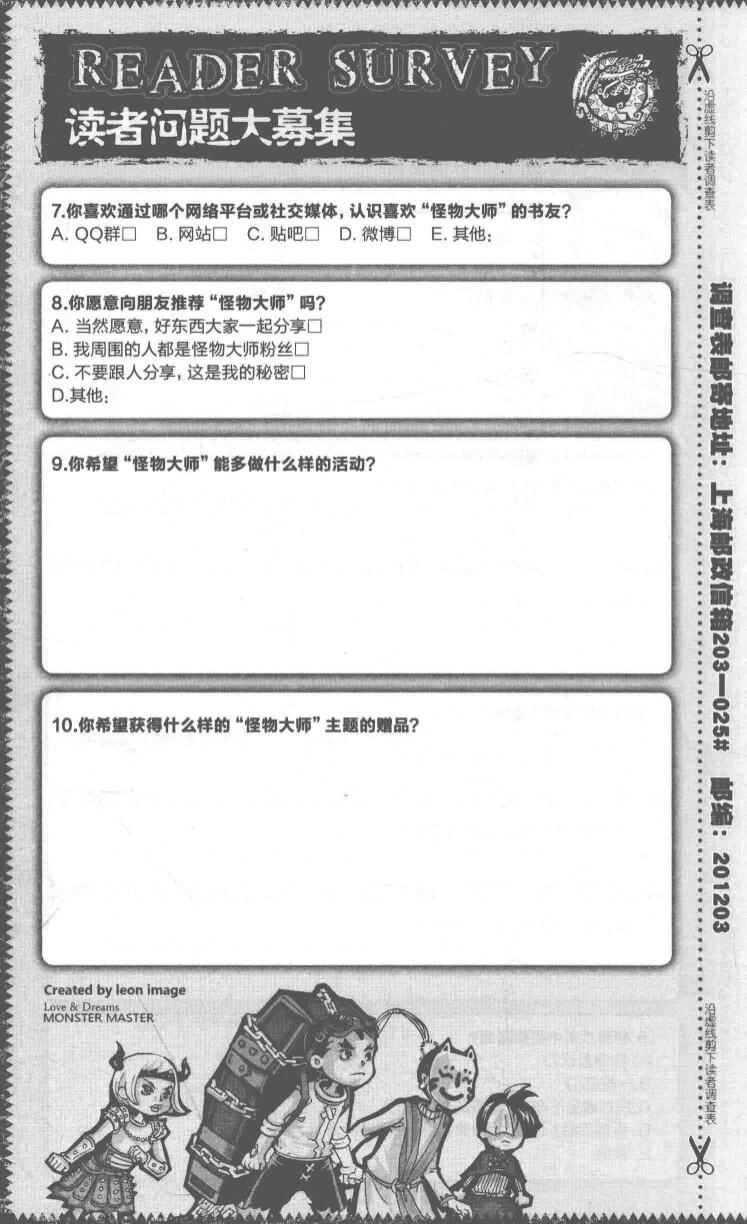 READER SURVEY
读者问题大募集
7.你喜欢通过哪个网络平台或社交媒体，认识喜欢“怪物大师”的书友？
A. QQ群□ B. 网站□ C. 贴吧□ D. 微博□ E. 其他：
8.你愿意向朋友推荐“怪物大师”吗？
A. 当然愿意，好东西大家一起分享□
B. 我周围的人都是怪物大师粉丝□
C. 不要跟人分享，这是我的秘密□
D.其他：
9.你希望“怪物大师”能多做什么样的活动？
10.你希望获得什么样的“怪物大师”主题的赠品？
Created by leon image
Love & Dreams
MONSTER MASTER
沿虚线剪下读者调查表
调查表邮寄地址：上海邮政信箱203—025# 邮编：201203
沿虚线剪下读者调查表